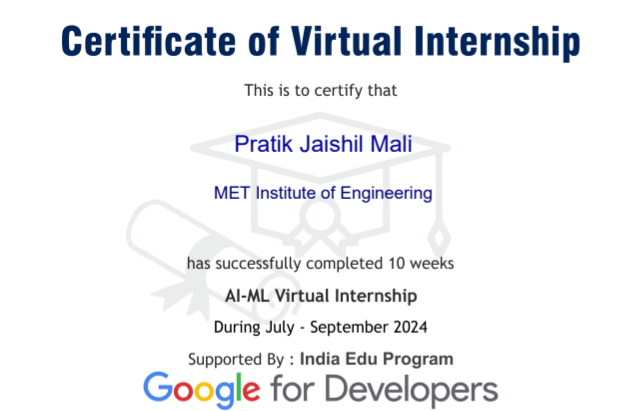 Certificate of Virtual Internship
This is to certify that
Pratik Jaishil Mali
MET Institute of Engineering
has successfully completed 10 weeks
AI-ML Virtual Internship
During July - September 2024
Supported By : India Edu Program
Google for Developers